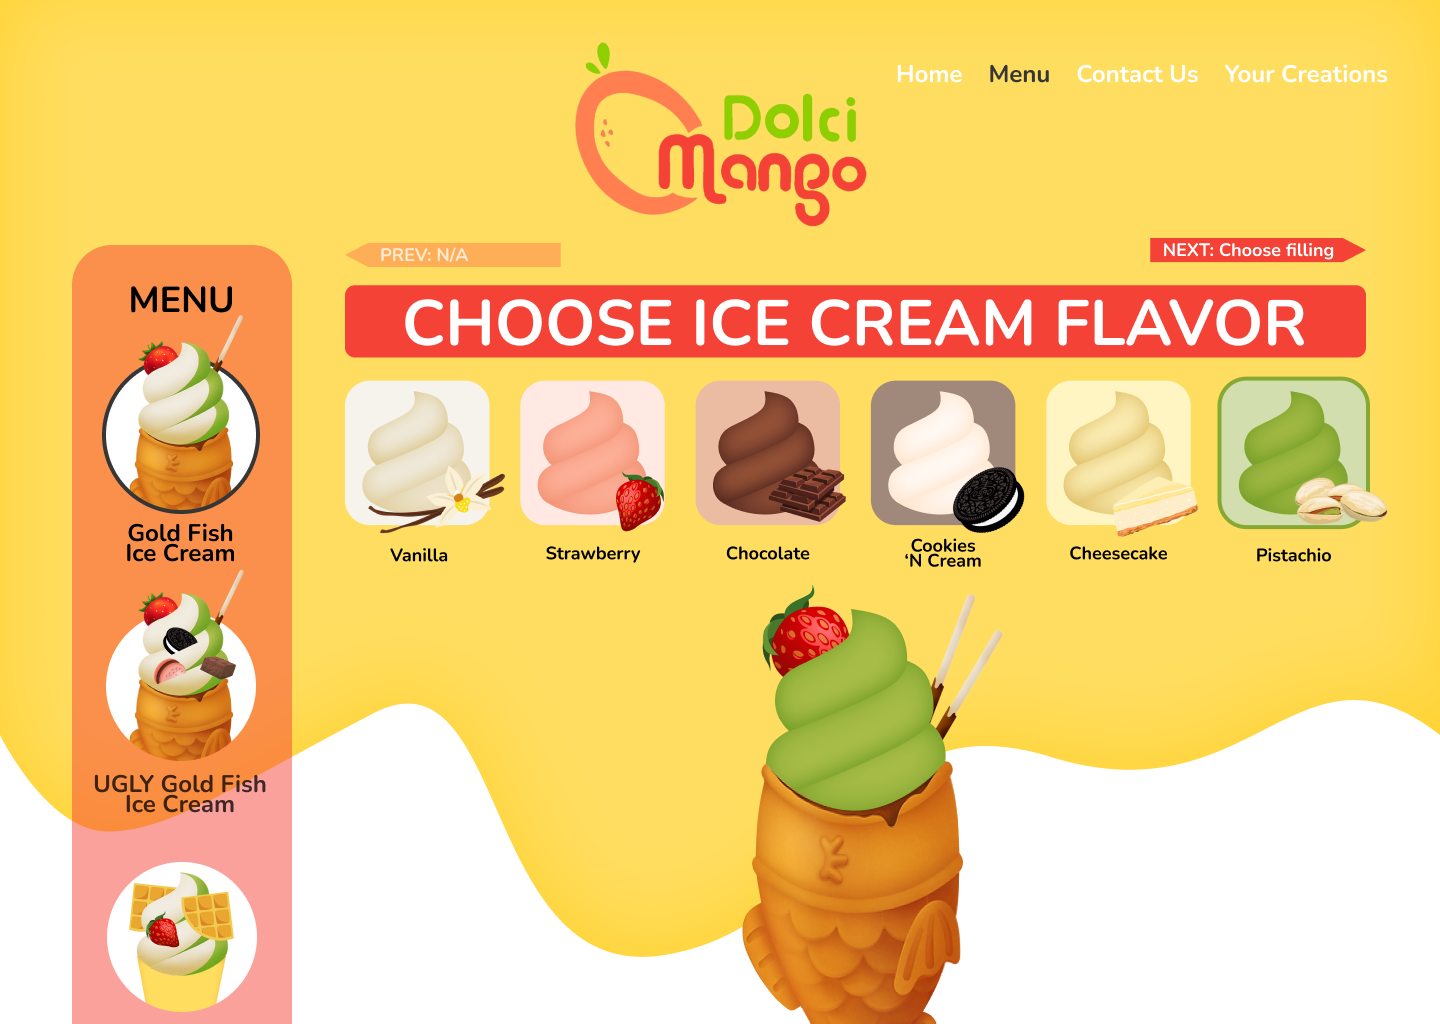 Home Menu Contact Us Your Creations
Dolci
Mango
PREV: N/A
NEXT: Choose filling
MENU
CHOOSE ICE CREAM FLAVOR
Gold Fish
Ice Cream
Vanilla
Strawberry
Chocolate
Cookies
‘N Cream
Cheesecake
Pistachio
UGLY Gold Fish
Ice Cream